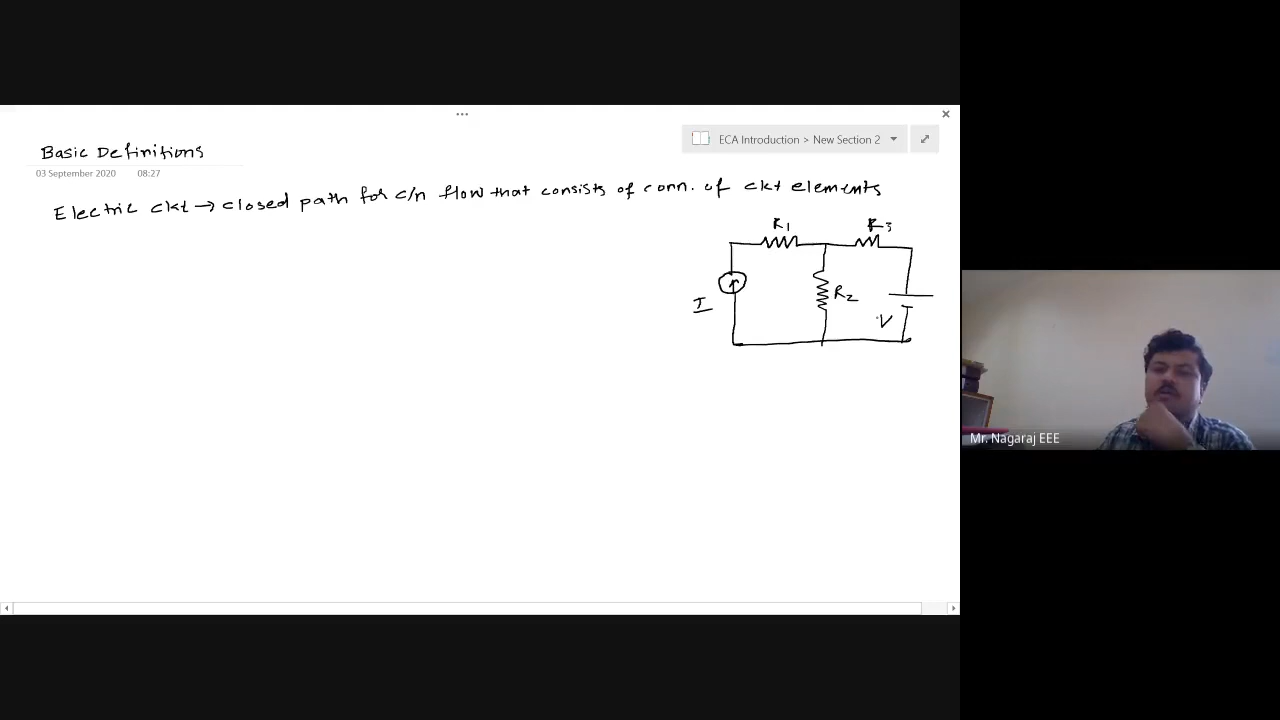 ECA Introduction > New Section 2
Basic Definitions
03 September 2020 08:27
Electric ckt → closed path for c/n flow that consists of conn. of ckt elements
R1 R3
I R2 V
Mr. Nagaraj EEE